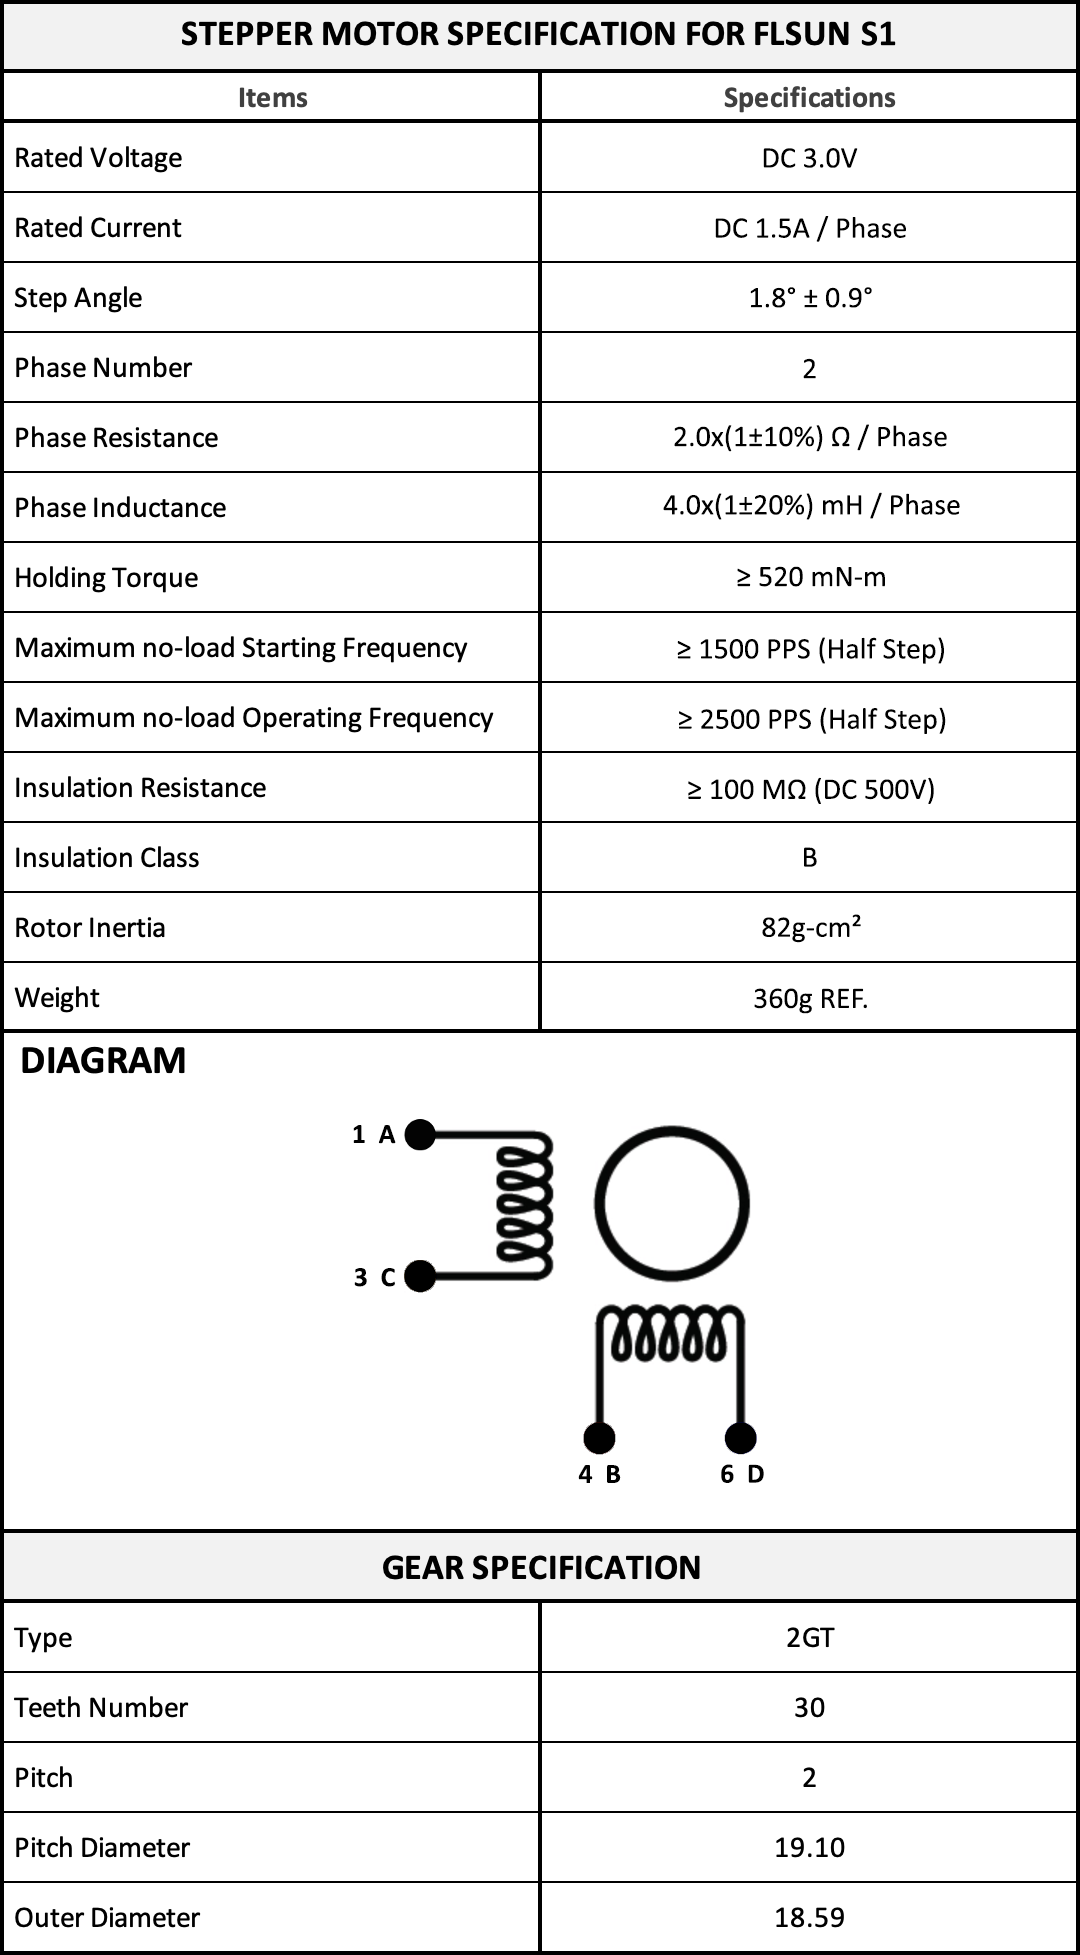 STEPPER MOTOR SPECIFICATION FOR FLSUN S1
Items Specifications
Rated Voltage DC 3.0V
Rated Current DC 1.5A / Phase
Step Angle 1.8° ± 0.9°
Phase Number 2
Phase Resistance 2.0x(1±10%) Ω / Phase
Phase Inductance 4.0x(1±20%) mH / Phase
Holding Torque ≥ 520 mN-m
Maximum no-load Starting Frequency ≥ 1500 PPS (Half Step)
Maximum no-load Operating Frequency ≥ 2500 PPS (Half Step)
Insulation Resistance ≥ 100 MΩ (DC 500V)
Insulation Class B
Rotor Inertia 82g-cm²
Weight 360g REF.
DIAGRAM
1 A
3 C
4 B 6 D
GEAR SPECIFICATION
Type 2GT
Teeth Number 30
Pitch 2
Pitch Diameter 19.10
Outer Diameter 18.59